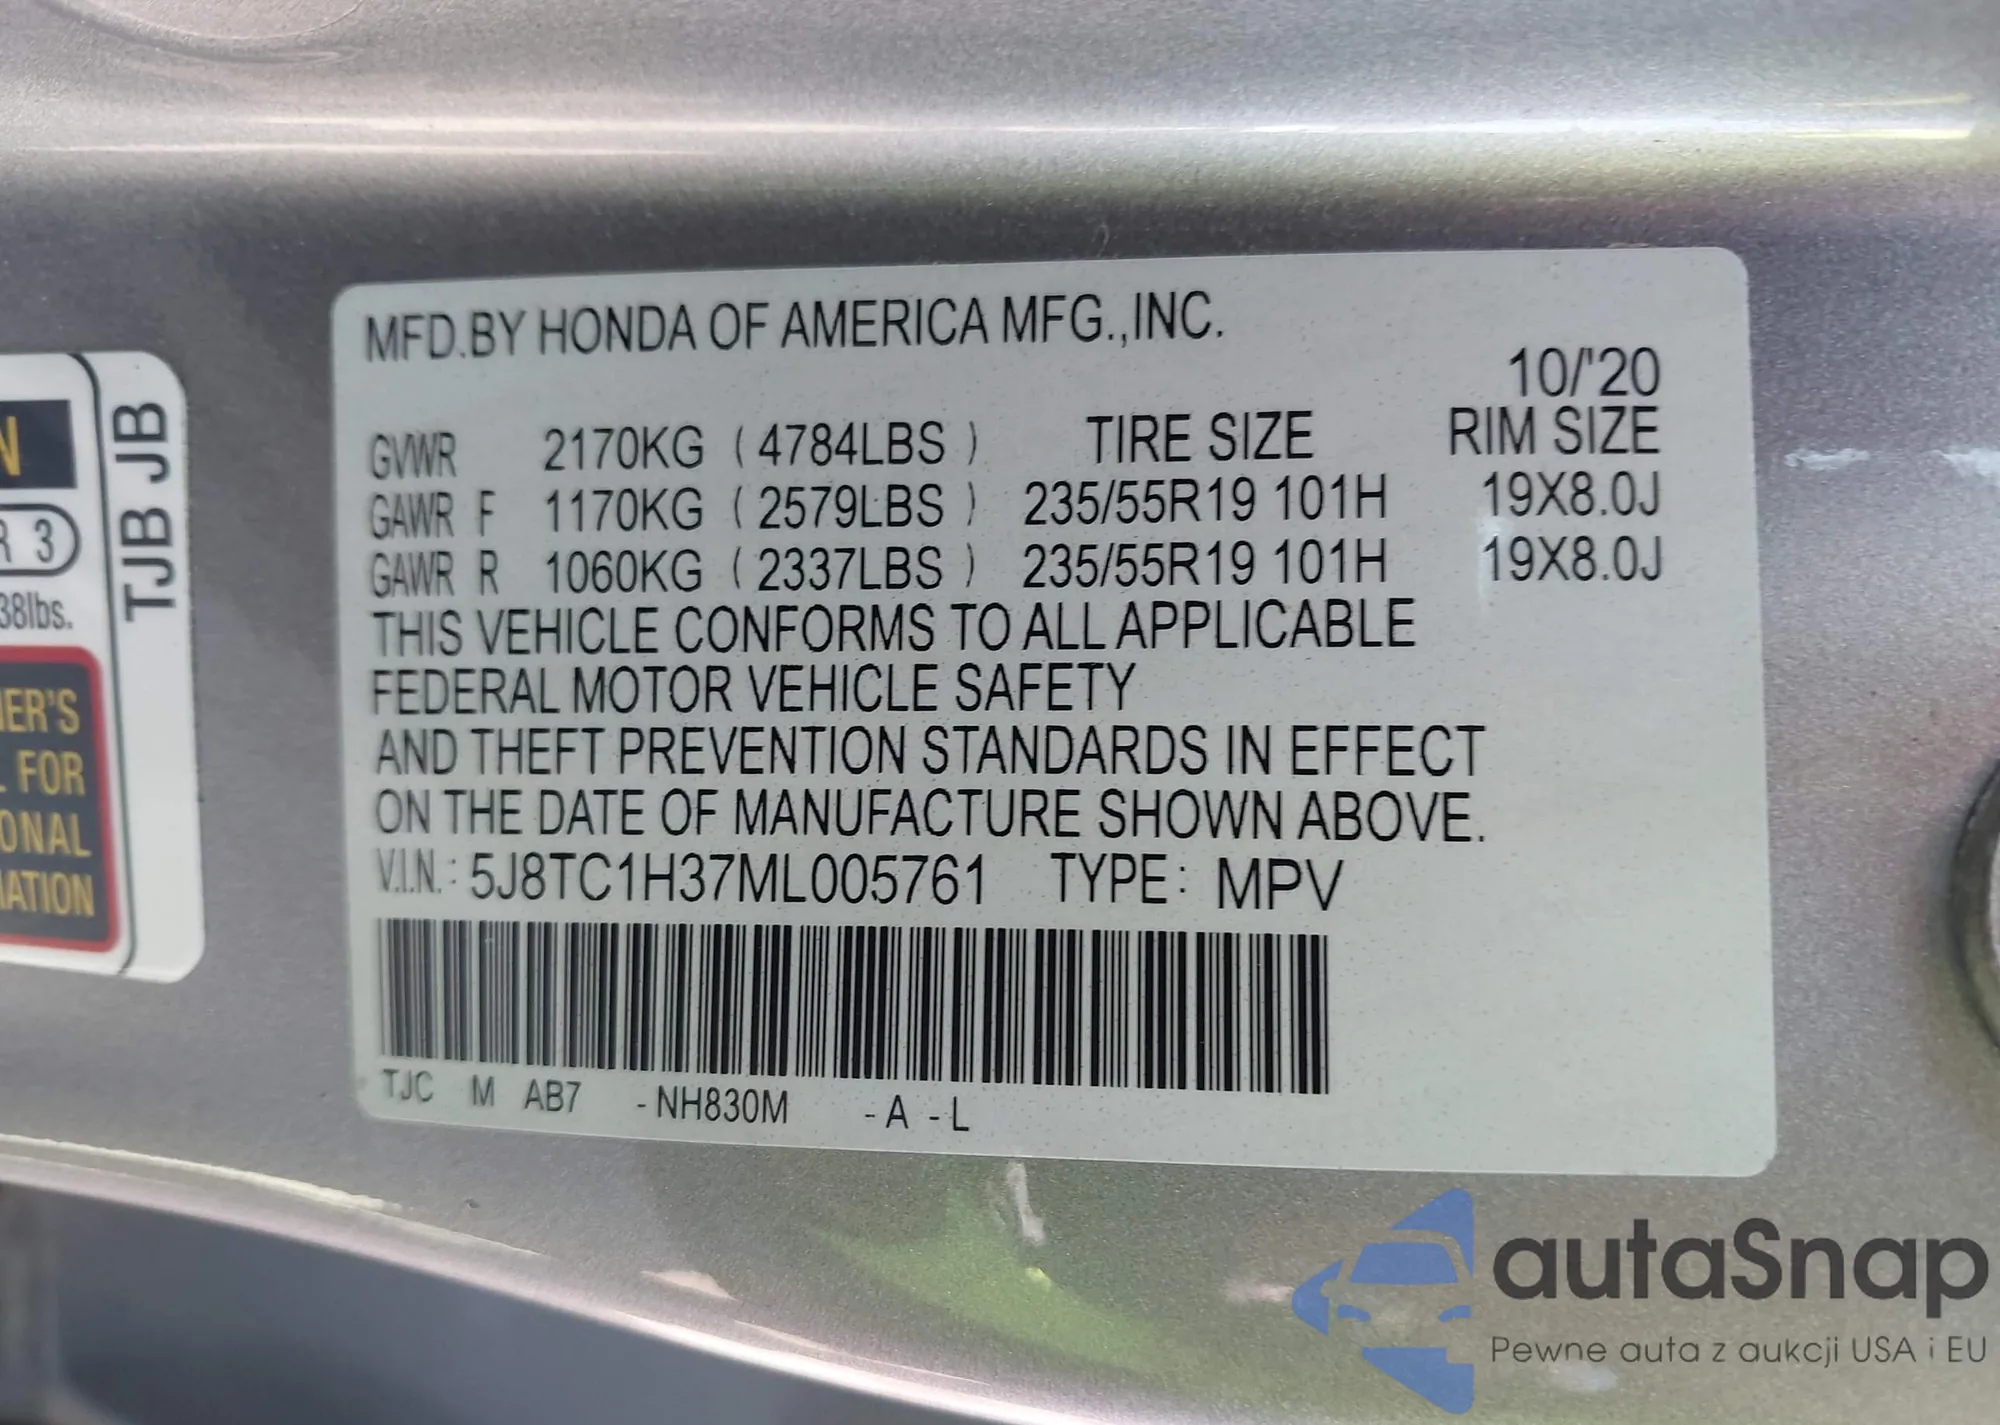 MFD.BY HONDA OF AMERICA MFG.,INC.
10/'20
GVWR 2170KG ( 4784LBS ) TIRE SIZE RIM SIZE
GAWR F 1170KG ( 2579LBS ) 235/55R19 101H 19X8.0J
GAWR R 1060KG ( 2337LBS ) 235/55R19 101H 19X8.0J
THIS VEHICLE CONFORMS TO ALL APPLICABLE
FEDERAL MOTOR VEHICLE SAFETY
AND THEFT PREVENTION STANDARDS IN EFFECT
ON THE DATE OF MANUFACTURE SHOWN ABOVE.
V.I.N.: 5J8TC1H37ML005761 TYPE: MPV
TJC M AB7 -NH830M -A -L
TJB JB
N
R 3
38lbs.
FOR
autaSnap
Pewne auta z aukcji USA i EU